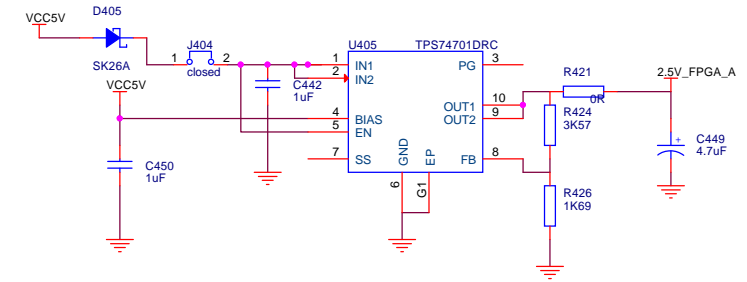 D405
VCC5V
J404
U405
TPS74701DRC
1
2
1
IN1
PG
3
R421
2.5V_FPGA_A
SK26A
closed
2
IN2
VCC5V
C442
1uF
0R
OUT1
10
R424
3K57
4
BIAS
OUT2
9
5
EN
GND
EP
C449
4.7uF
+
7
SS
FB
8
C450
1uF
6
G1
R426
1K69